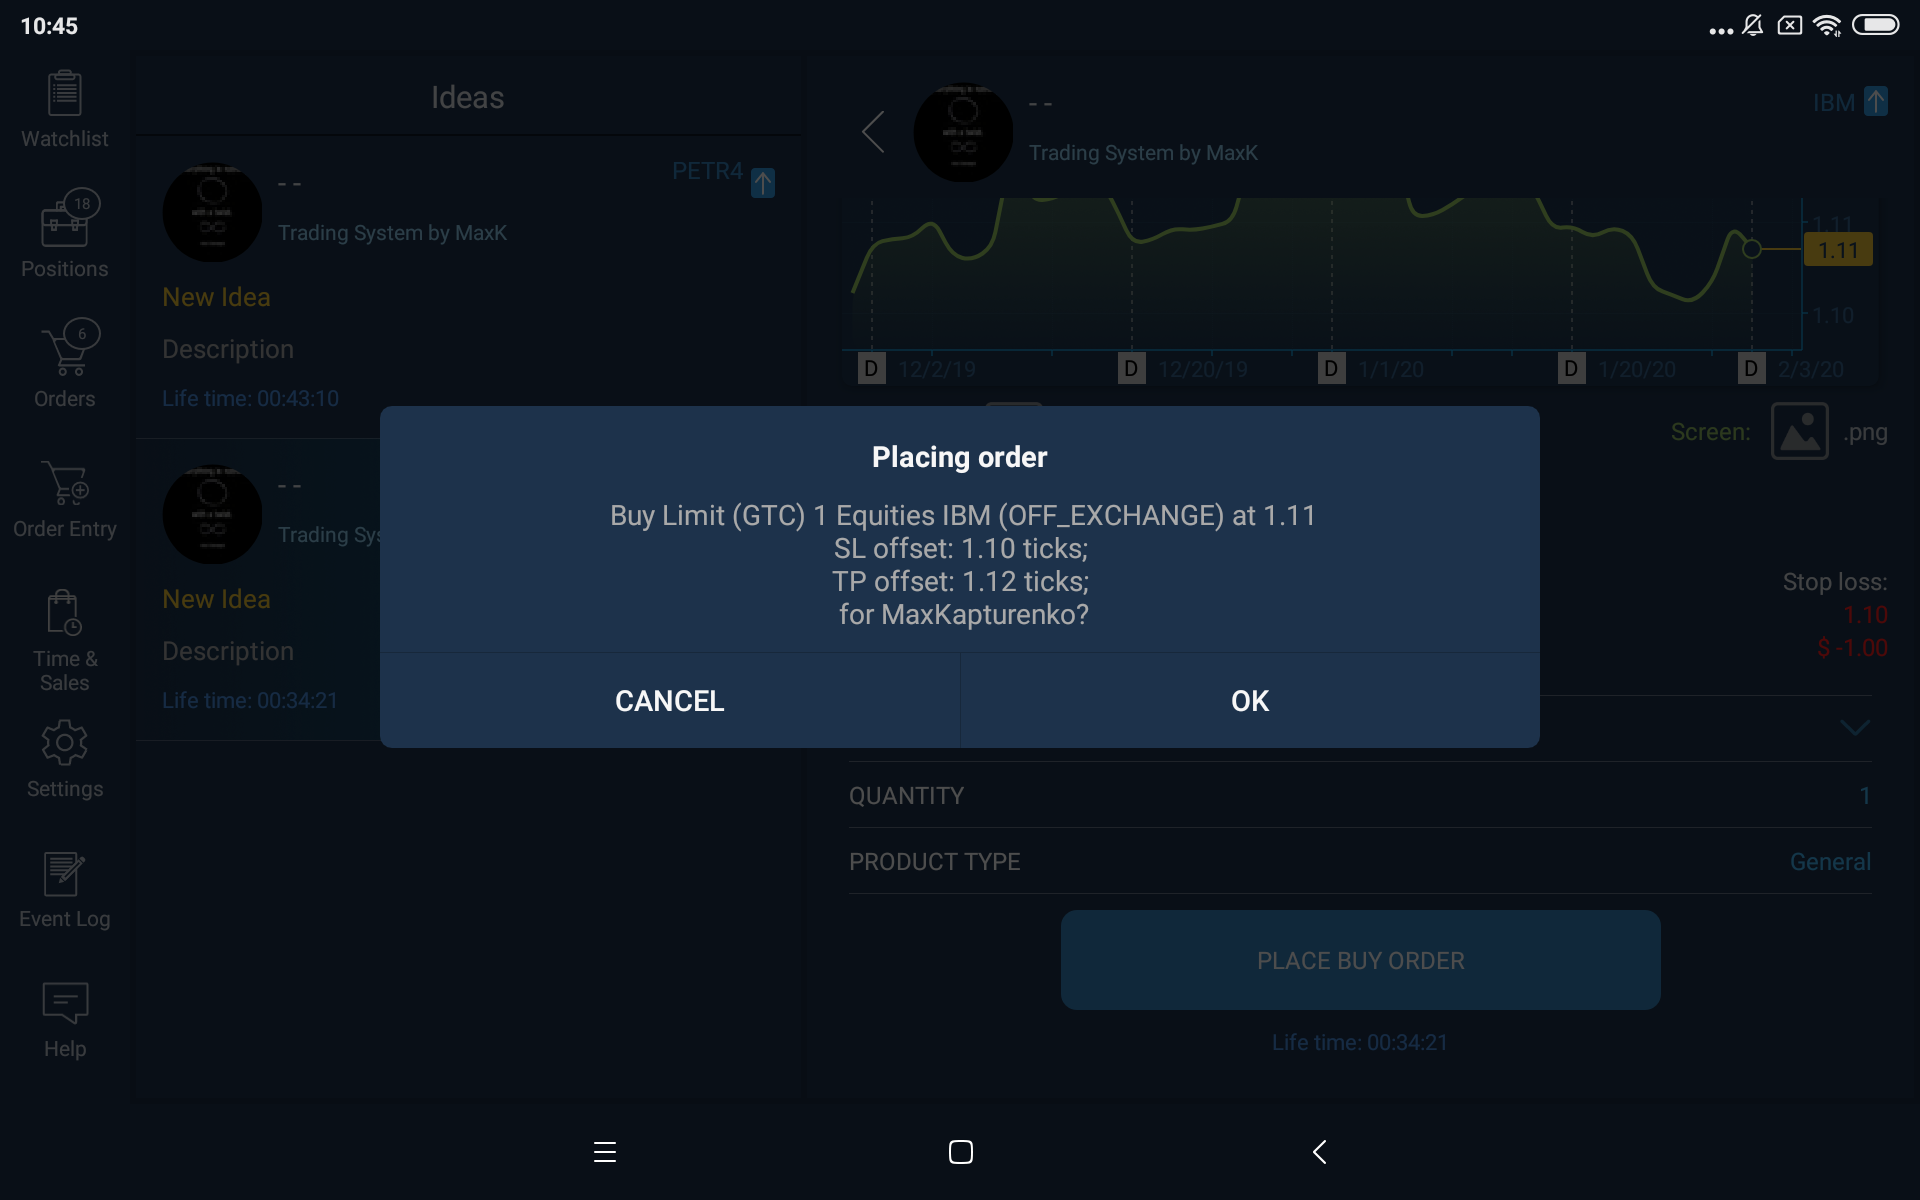 10:45
Watchlist
18
Positions
6
Orders
Order Entry
Time &
Sales
Settings
Event Log
Help
Ideas
- -
PETR4
Trading System by MaxK
New Idea
Description
Life time: 00:43:10
- -
Trading Sys
New Idea
Description
Life time: 00:34:21
- -
IBM
Trading System by MaxK
1.11
1.11
1.10
D 12/2/19 D 12/20/19 D 1/1/20 D 1/20/20 D 2/3/20
Screen: .png
Placing order
Buy Limit (GTC) 1 Equities IBM (OFF_EXCHANGE) at 1.11
SL offset: 1.10 ticks;
TP offset: 1.12 ticks;
for MaxKapturenko?
CANCEL OK
Stop loss:
1.10
$ -1.00
QUANTITY 1
PRODUCT TYPE General
PLACE BUY ORDER
Life time: 00:34:21